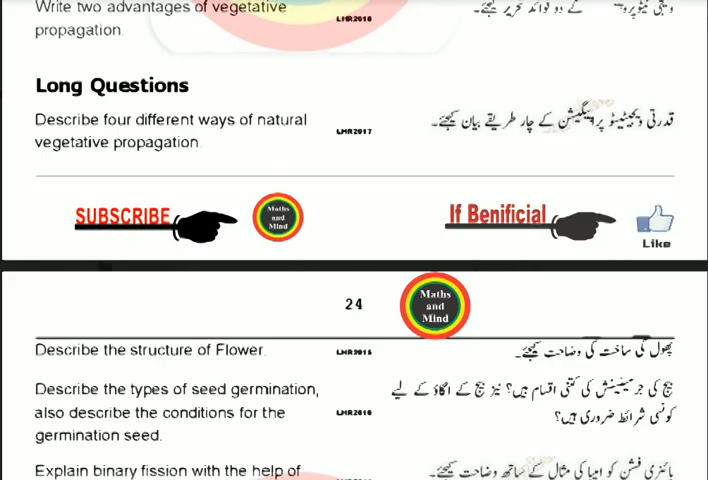 Write two advantages of vegetative
propagation.
LHR2016
کے دو فوائد تحریر کیجئے۔
Long Questions
Describe four different ways of natural
vegetative propagation
LHR2017
قدرتی ویجیٹیٹو پراپیگیشن کے چار طریقے بیان کیجئے۔
SUBSCRIBE
Maths
and
Mind
If Benificial
Like
24
Maths
and
Mind
Describe the structure of Flower.
LHR2015
پھول کی ساخت کی وضاحت کیجئے۔
Describe the types of seed germination,
also describe the conditions for the
germination seed.
LHR2016
بیج کی جرمینیشن کی کتنی اقسام ہیں؟ نیز بیج کے اگاؤ کے لیے
کونسی شرائط ضروری ہیں؟
Explain binary fission with the help of
بائنری فشن کو امیبا کی مثال کے ساتھ وضاحت کیجئے۔